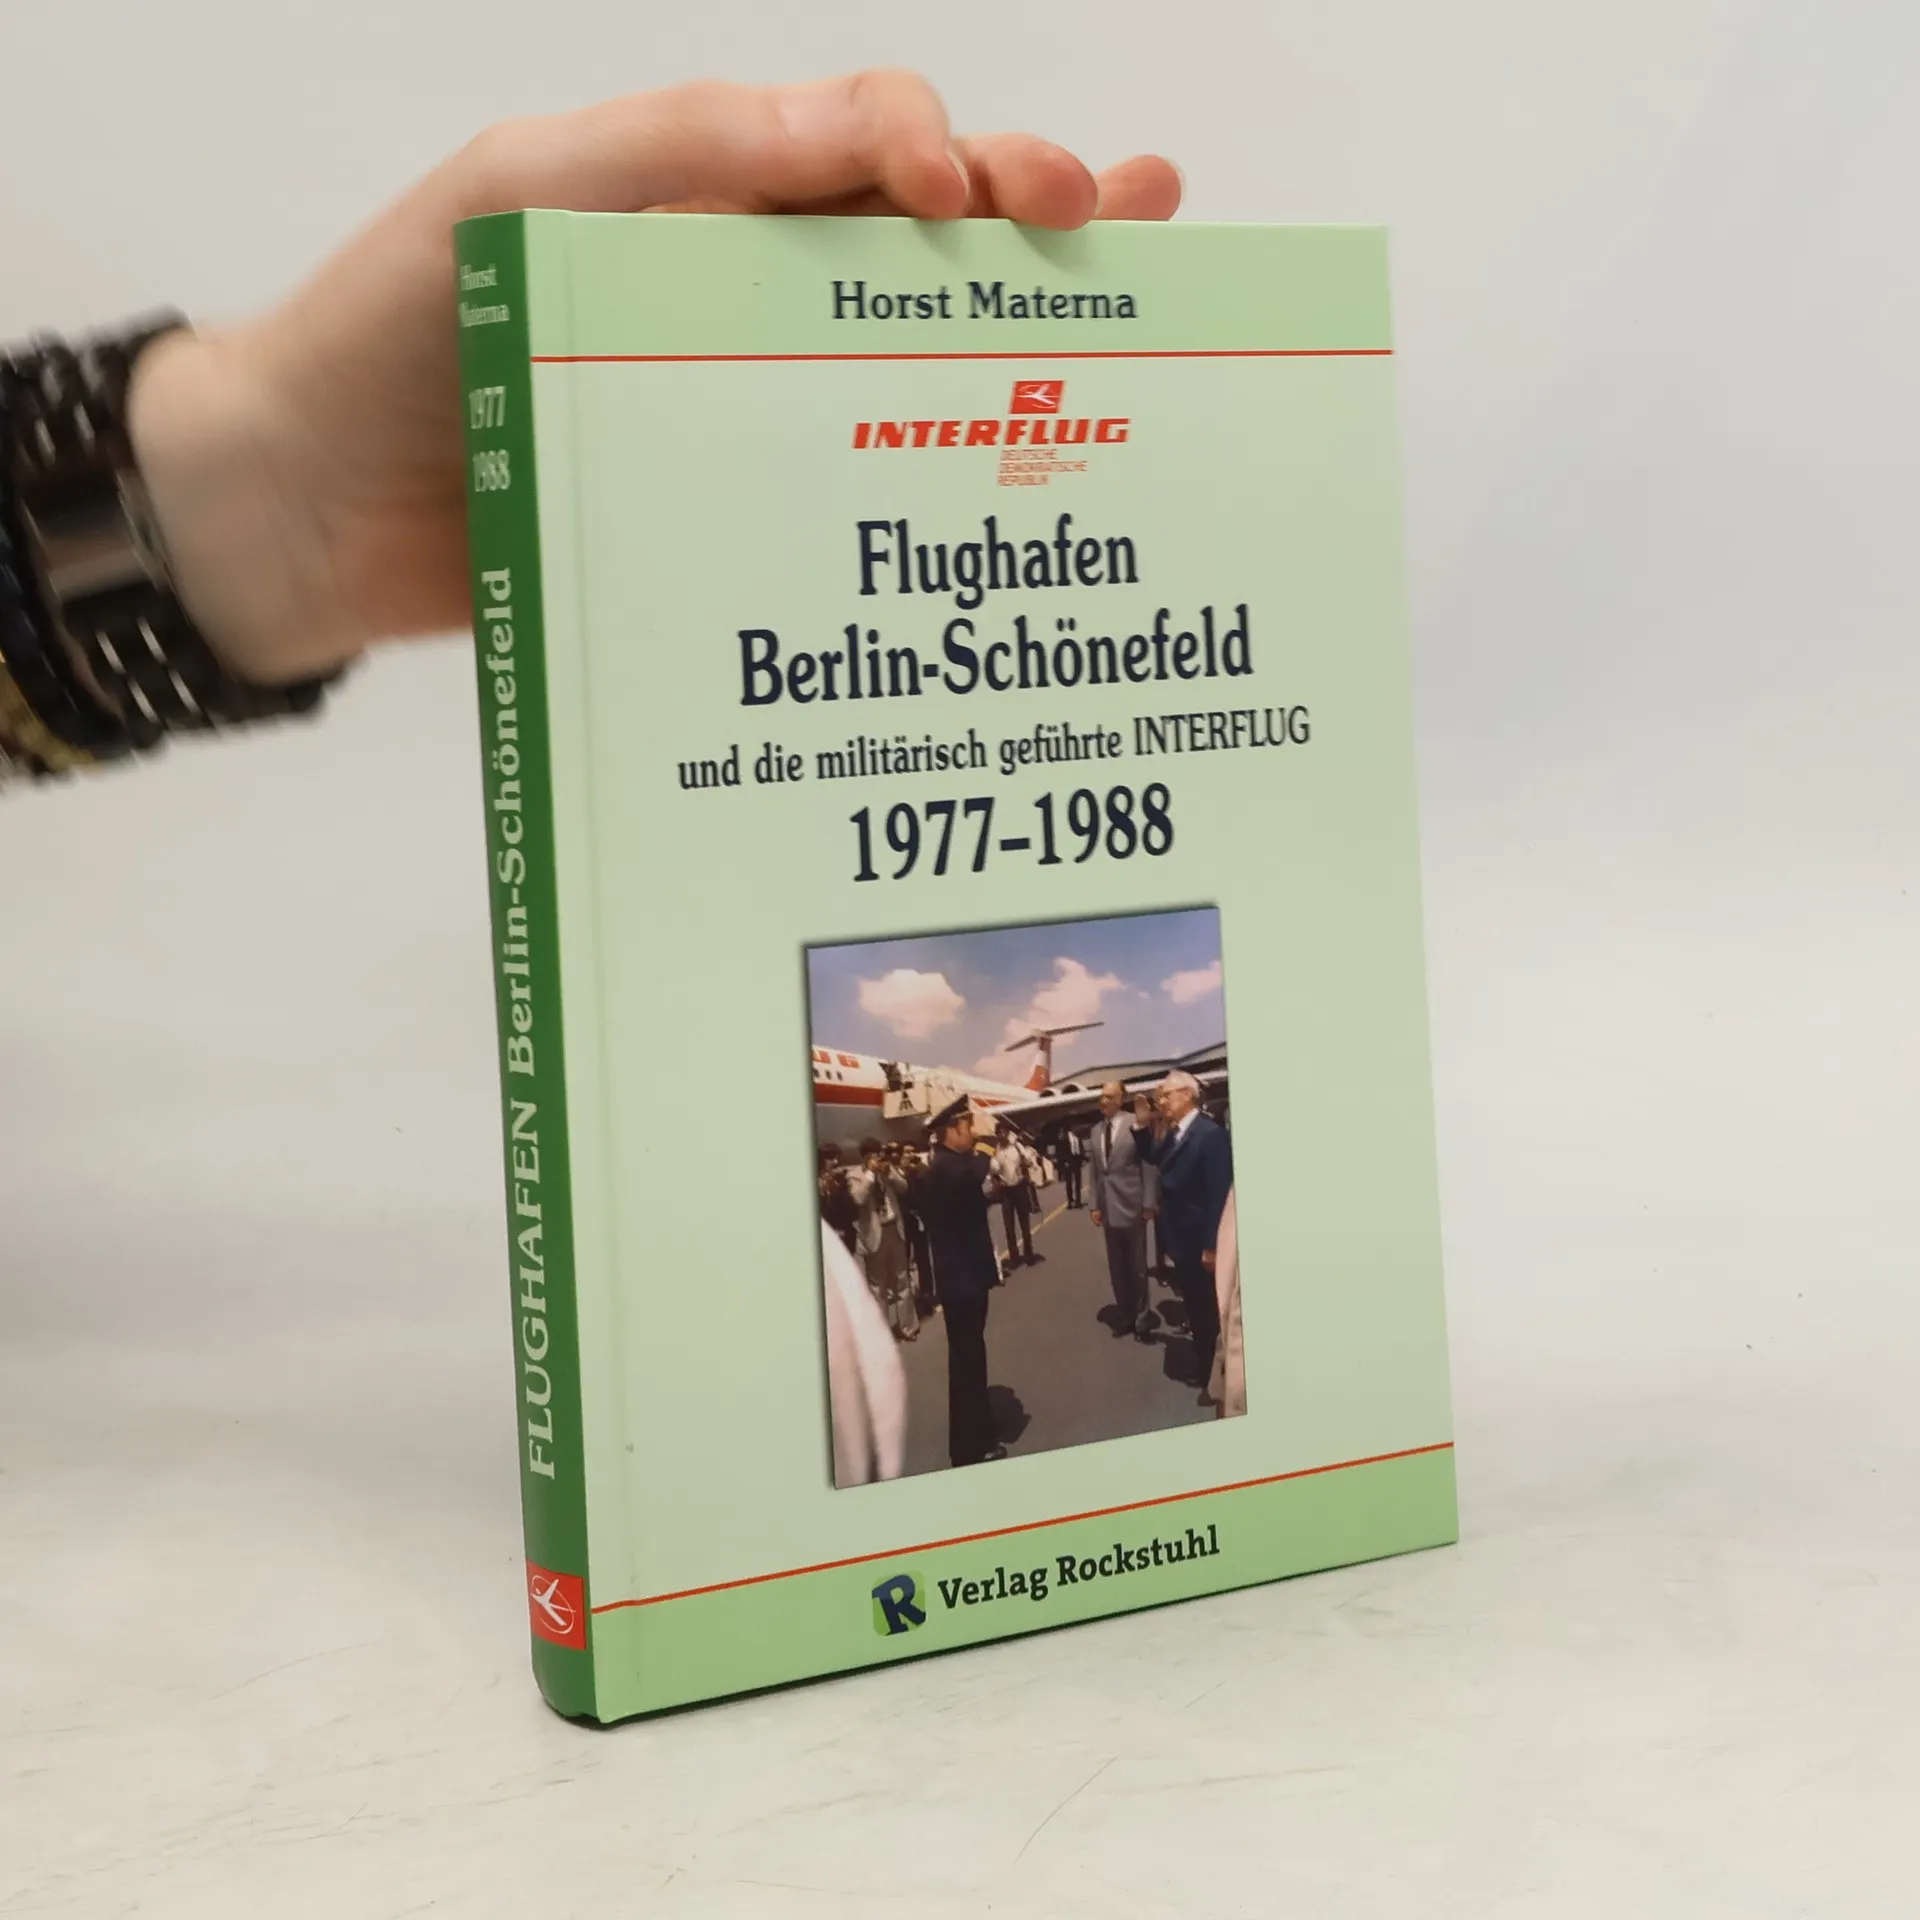 Horst Materna
INTERFLUG
DEUTSCHE
DEMOKRATISCHE
REPUBLIK
Flughafen
Berlin-Schönefeld
und die militärisch geführte INTERFLUG
1977–1988
UG
R Verlag Rockstuhl
Horst
Materna
1977
1988
FLUGHAFEN Berlin-Schönefeld